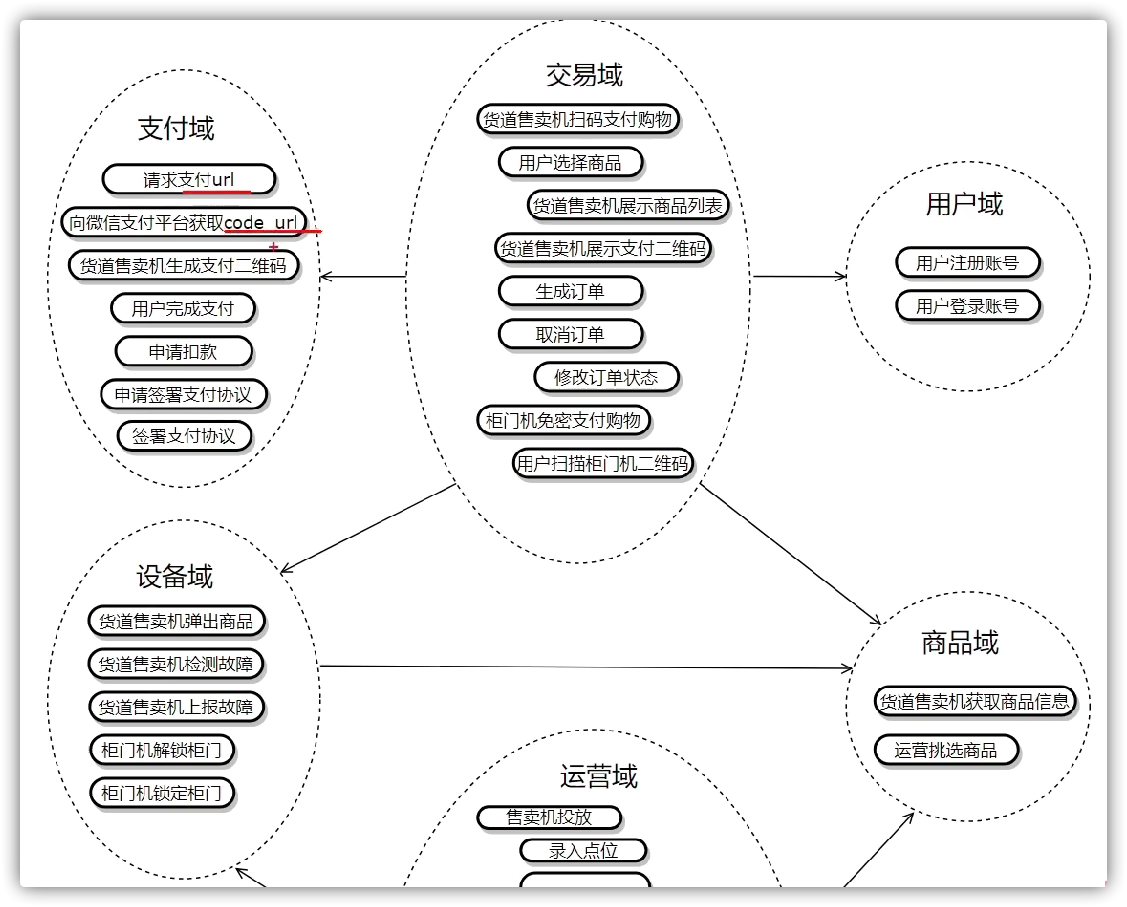 支付域
请求支付url
向微信支付平台获取code_url
货道售卖机生成支付二维码
用户完成支付
申请扣款
申请签署支付协议
签署支付协议
交易域
货道售卖机扫码支付购物
用户选择商品
货道售卖机展示商品列表
货道售卖机展示支付二维码
生成订单
取消订单
修改订单状态
柜门机免密支付购物
用户扫描柜门机二维码
用户域
用户注册账号
用户登录账号
设备域
货道售卖机弹出商品
货道售卖机检测故障
货道售卖机上报故障
柜门机解锁柜门
柜门机锁定柜门
商品域
货道售卖机获取商品信息
运营挑选商品
运营域
售卖机投放
录入点位